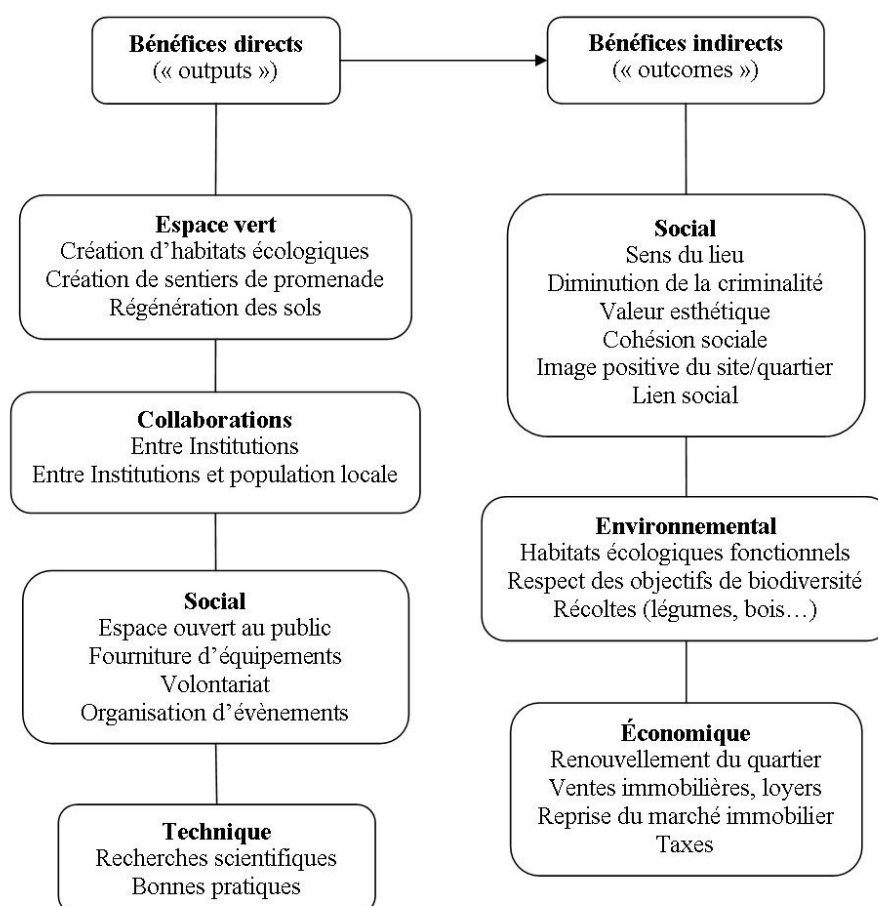 Bénéfices directs
(« outputs »)
Espace vert
Création d’habitats écologiques
Création de sentiers de promenade
Régénération des sols
Collaborations
Entre Institutions
Entre Institutions et population locale
Social
Espace ouvert au public
Fourniture d’équipements
Volontariat
Organisation d’évènements
Technique
Recherches scientifiques
Bonnes pratiques
Bénéfices indirects
(« outcomes »)
Social
Sens du lieu
Diminution de la criminalité
Valeur esthétique
Cohésion sociale
Image positive du site/quartier
Lien social
Environnemental
Habitats écologiques fonctionnels
Respect des objectifs de biodiversité
Récoltes (légumes, bois…)
Économique
Renouvellement du quartier
Ventes immobilières, loyers
Reprise du marché immobilier
Taxes